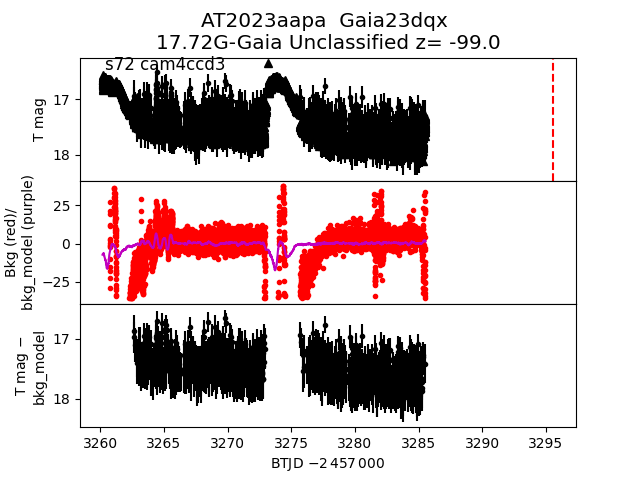 AT2023aapa  Gaia23dqx
17.72G-Gaia Unclassified z= -99.0
s72 cam4ccd3
T mag
17
18
Bkg (red)/
bkg_model (purple)
25
0
−25
T mag −
bkg_model
17
18
3260 3265 3270 3275 3280 3285 3290 3295
BTJD −2 457 000